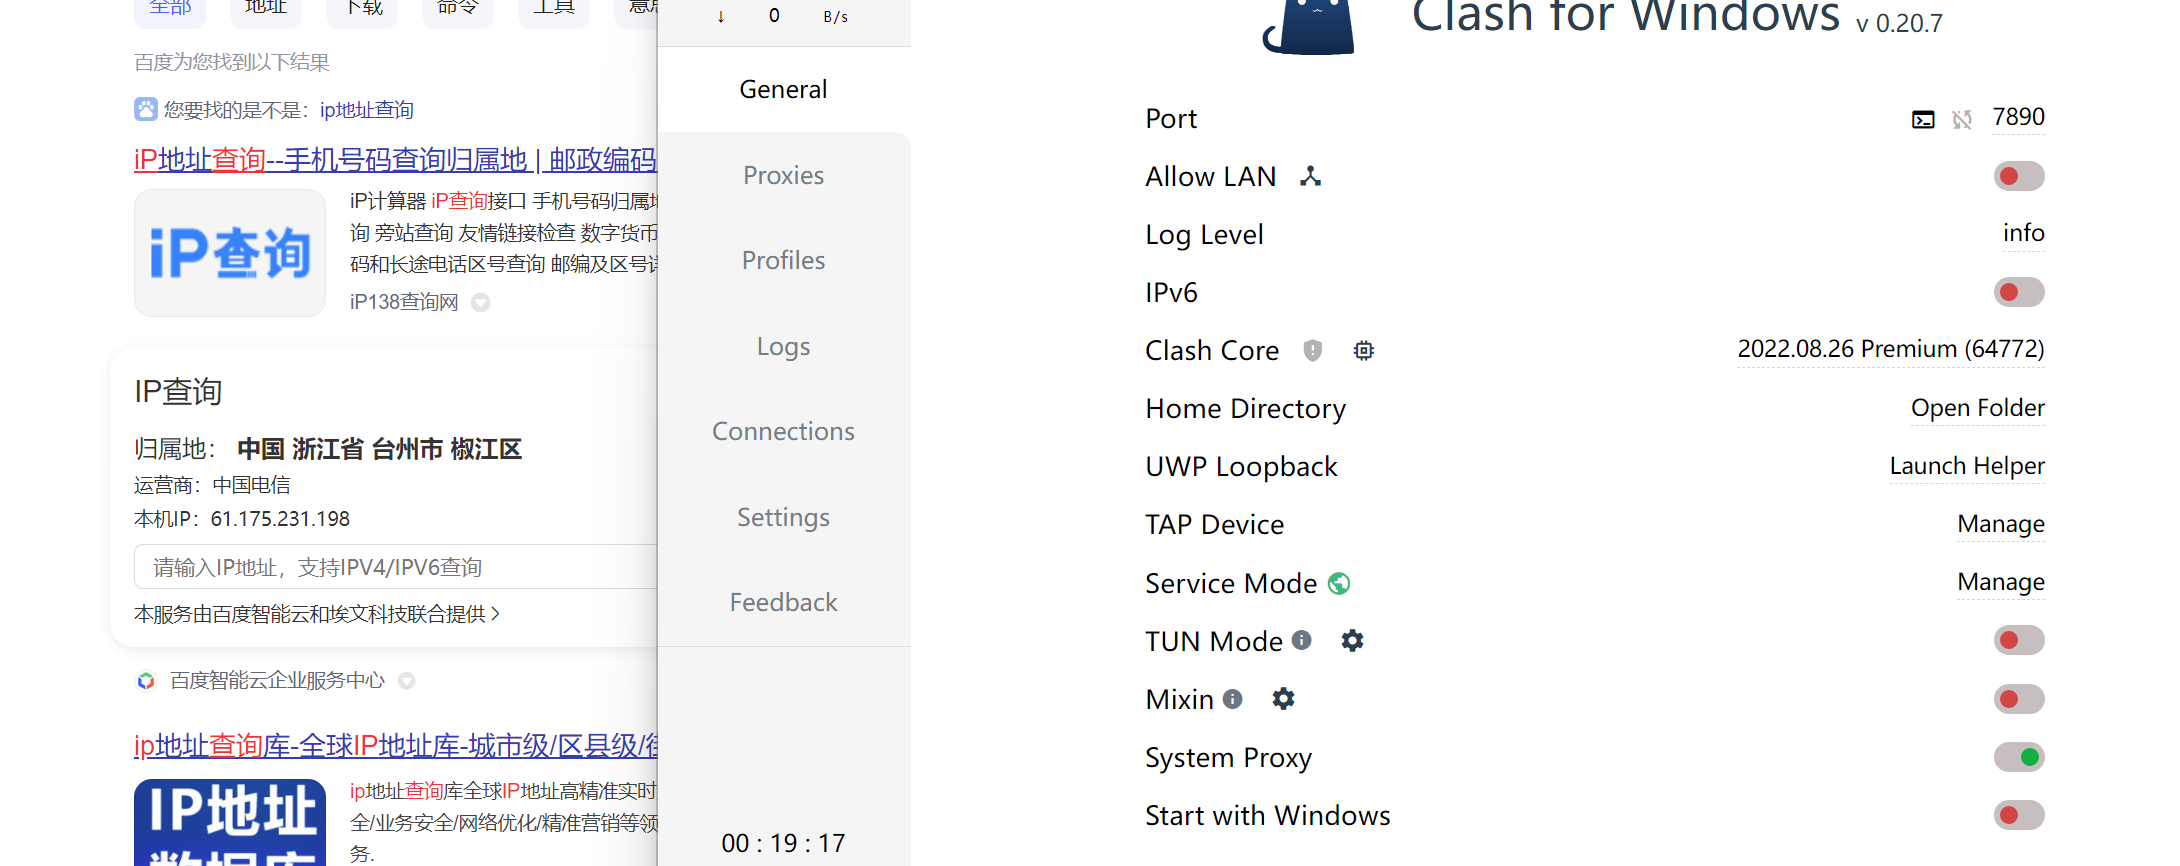 全部 地址 下载 命令 工具
百度为您找到以下结果
您要找的是不是：ip地址查询
iP地址查询--手机号码查询归属地 | 邮政编码
iP查询
iP计算器 iP查询接口 手机号码归属地
询 旁站查询 友情链接检查 数字货币
码和长途电话区号查询 邮编及区号详
iP138查询网
IP查询
归属地： 中国 浙江省 台州市 椒江区
运营商：中国电信
本机IP：61.175.231.198
请输入IP地址，支持IPV4/IPV6查询
本服务由百度智能云和埃文科技联合提供 >
百度智能云企业服务中心
ip地址查询库-全球IP地址库-城市级/区县级/街
IP地址
数据库
ip地址查询库全球IP地址高精准实时
全/业务安全/网络优化/精准营销等领
务.
↓ 0 B/s
General
Proxies
Profiles
Logs
Connections
Settings
Feedback
00 : 19 : 17
Clash for Windows v 0.20.7
Port 7890
Allow LAN
Log Level info
IPv6
Clash Core 2022.08.26 Premium (64772)
Home Directory Open Folder
UWP Loopback Launch Helper
TAP Device Manage
Service Mode Manage
TUN Mode
Mixin
System Proxy
Start with Windows